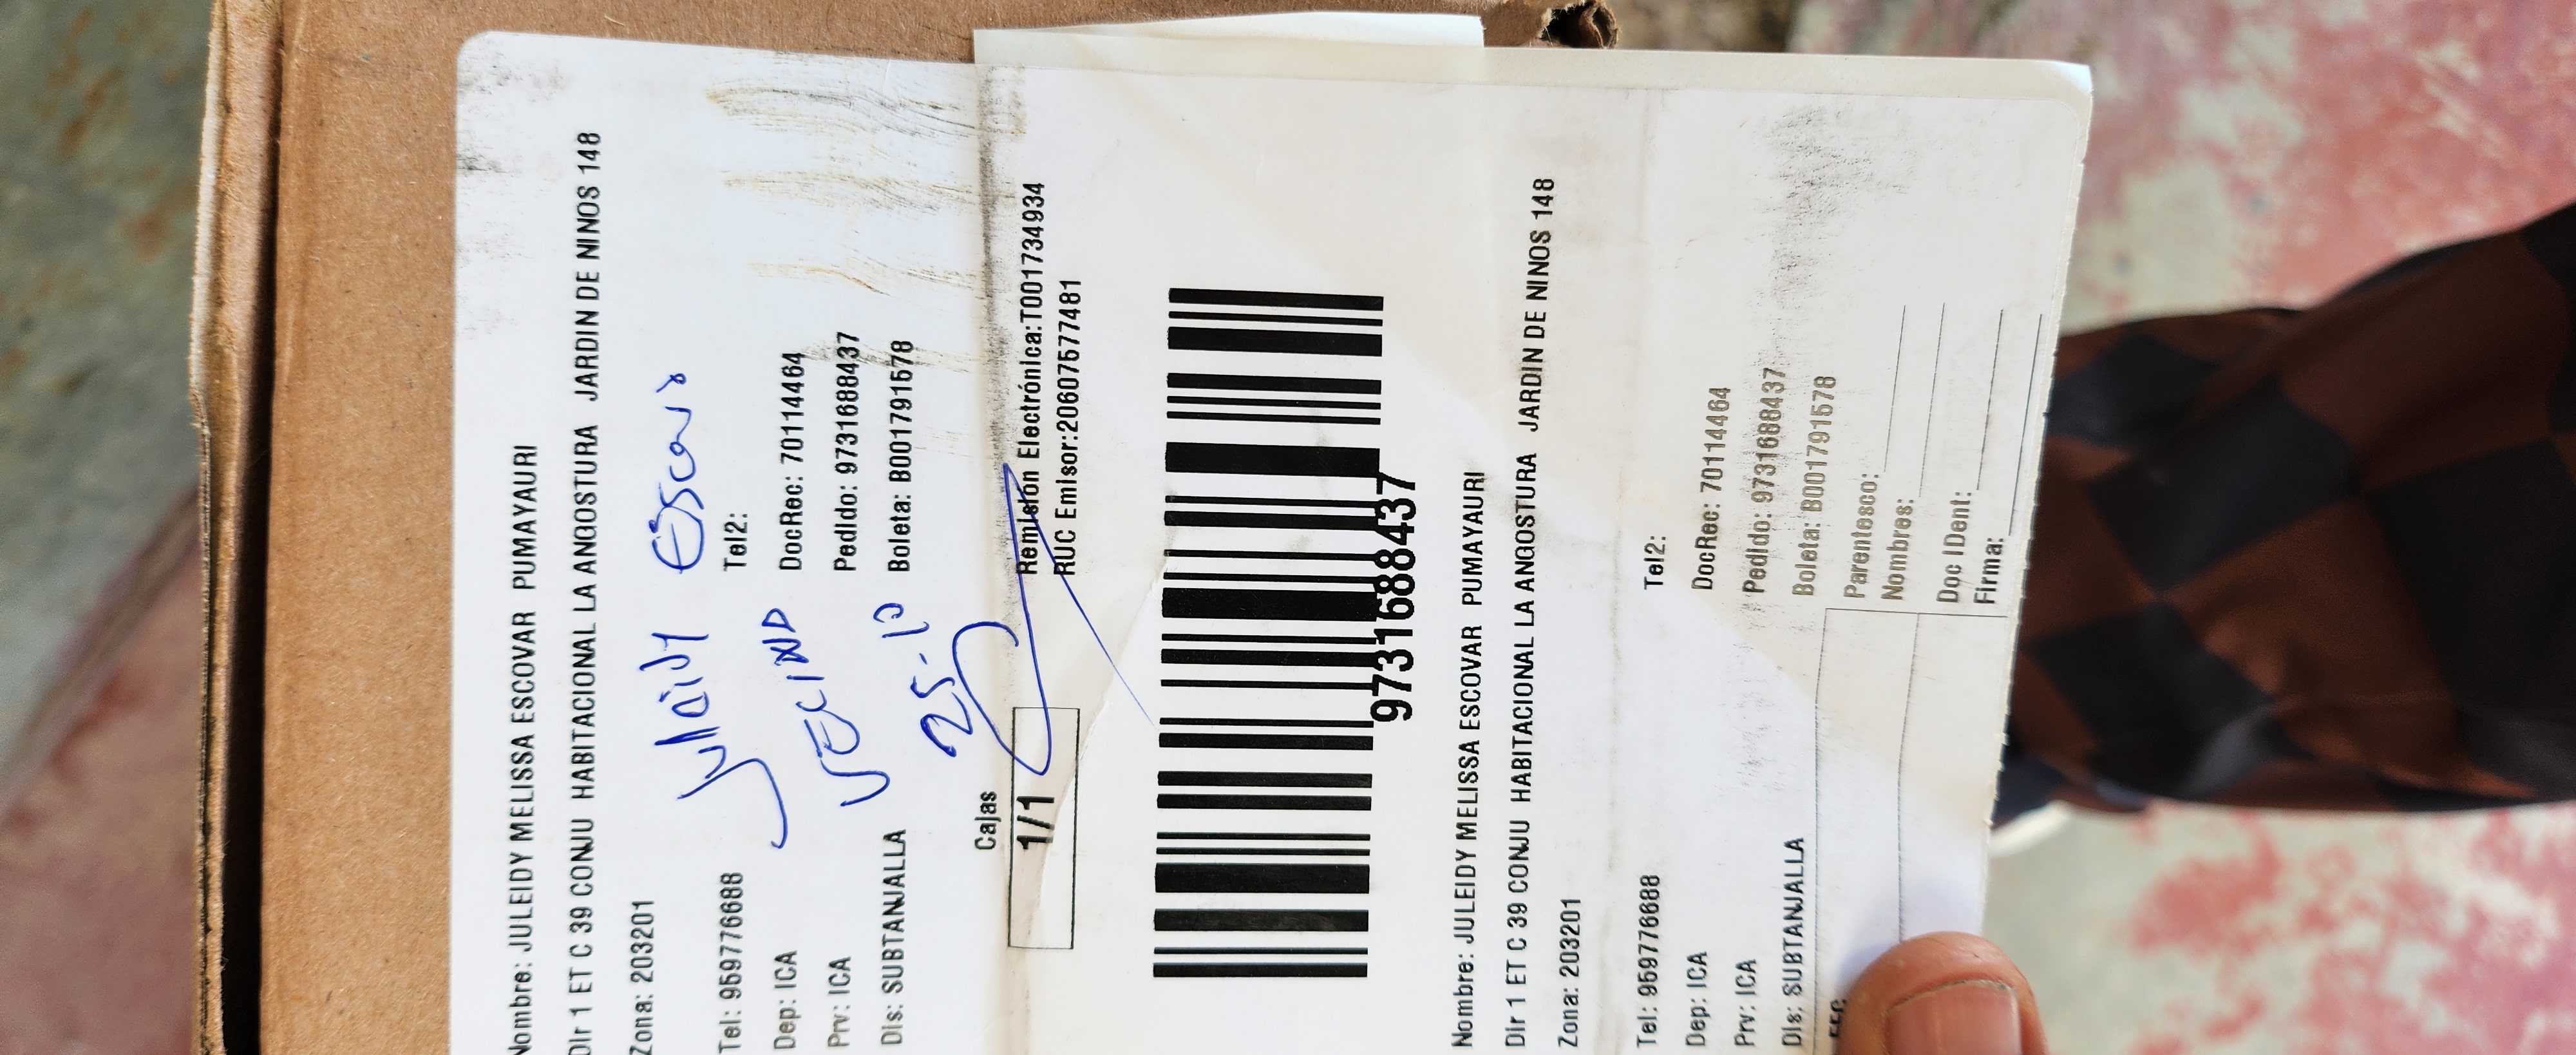 Nombre: JULEIDY MELISSA ESCOVAR PUMAYAURI
DIr 1 ET C 39 CONJU HABITACIONAL LA ANGOSTURA JARDIN DE NINOS 148
Zona: 203201
Tel: 959776688 Tel2:
Dep: ICA DocRec: 70114464
Prv: ICA PedIdo: 9731688437
DIs: SUBTANJALLA Boleta: B001791578
VECINO
25-10
Cajas
1/1
Remisión Electrónica:T001734934
RUC EmIsor:20607577481
9731688437
Nombre: JULEIDY MELISSA ESCOVAR PUMAYAURI
DIr 1 ET C 39 CONJU HABITACIONAL LA ANGOSTURA JARDIN DE NINOS 148
Zona: 203201
Tel: 959776688 Tel2:
Dep: ICA DocRec: 70114464
Prv: ICA PedIdo: 9731688437
DIs: SUBTANJALLA Boleta: B001791578
Parentesco:
Nombres:
Doc IDent:
Firma: